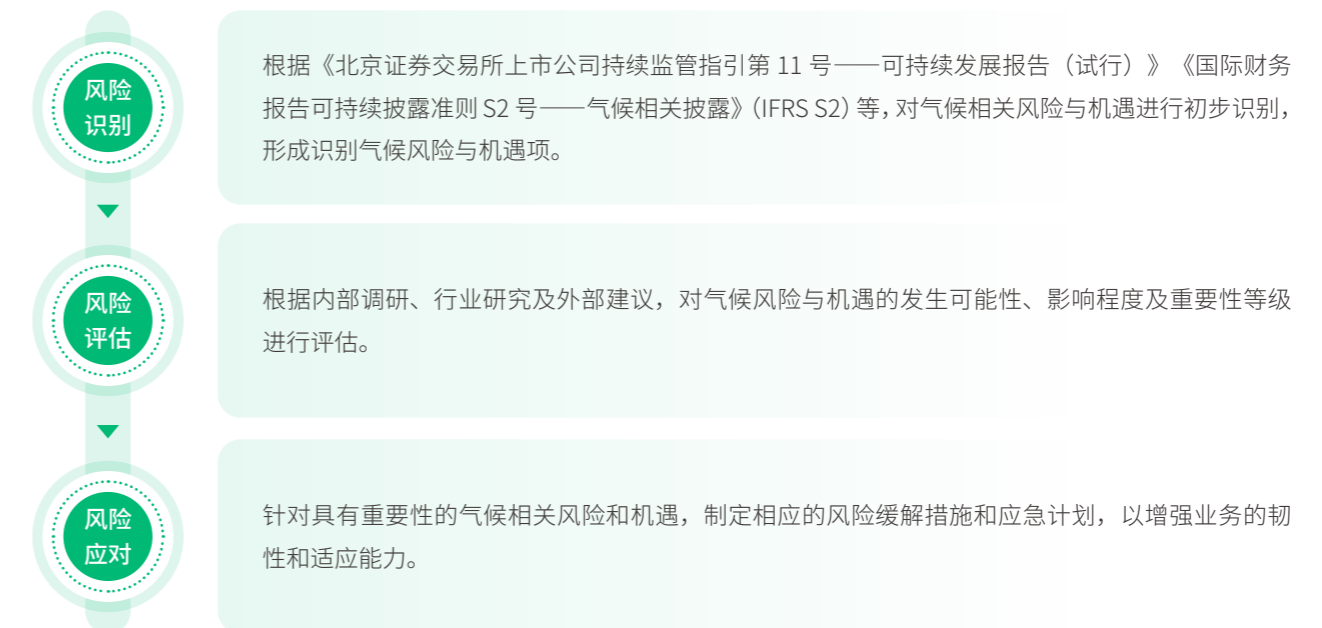 风险
识别
根据《北京证券交易所上市公司持续监管指引第 11 号——可持续发展报告（试行）》《国际财务
报告可持续披露准则 S2 号——气候相关披露》（IFRS S2）等，对气候相关风险与机遇进行初步识别，
形成识别气候风险与机遇项。
风险
评估
根据内部调研、行业研究及外部建议，对气候风险与机遇的发生可能性、影响程度及重要性等级
进行评估。
风险
应对
针对具有重要性的气候相关风险和机遇，制定相应的风险缓解措施和应急计划，以增强业务的韧
性和适应能力。